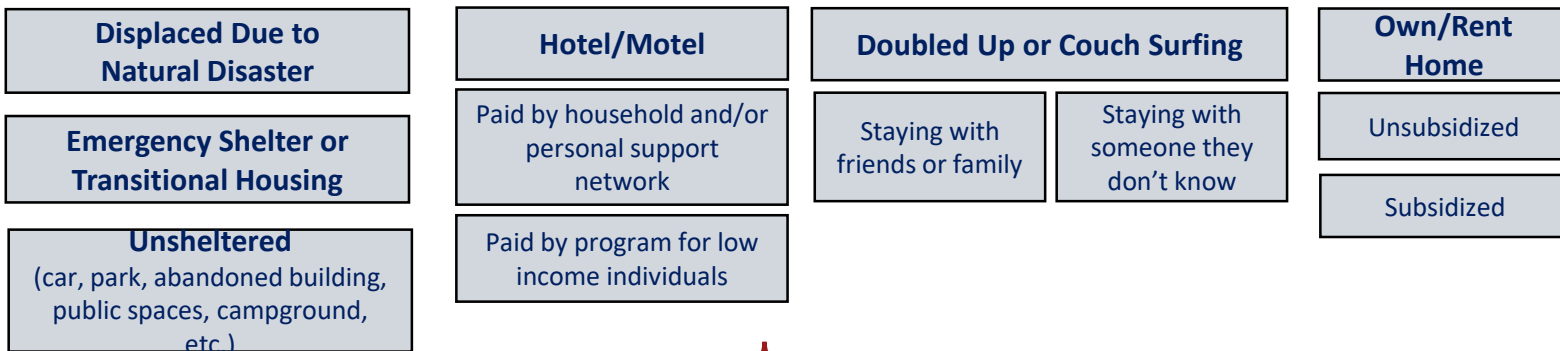 Displaced Due to
Natural Disaster
Emergency Shelter or
Transitional Housing
Unsheltered
(car, park, abandoned building,
public spaces, campground,
etc.)
Hotel/Motel
Paid by household and/or
personal support
network
Paid by program for low
income individuals
Doubled Up or Couch Surfing
Staying with
friends or family
Staying with
someone they
don’t know
Own/Rent
Home
Unsubsidized
Subsidized